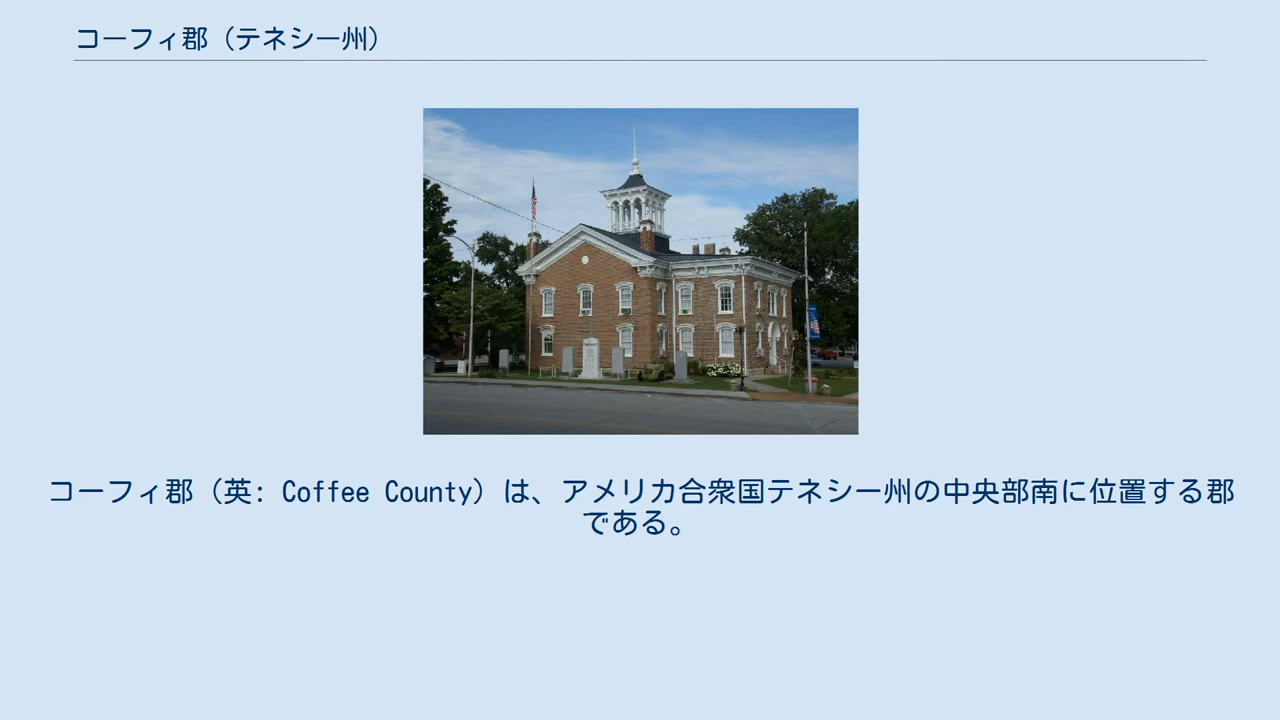 コーフィ郡（テネシー州）
コーフィ郡（英: Coffee County）は、アメリカ合衆国テネシー州の中央部南に位置する郡
である。